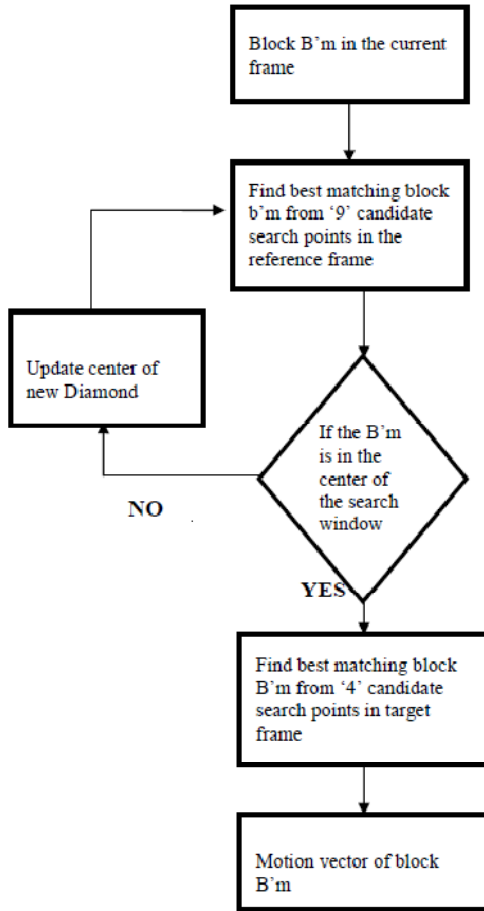 Block B’m in the current
frame
Find best matching block
b’m from ‘9’ candidate
search points in the
reference frame
Update center of
new Diamond
If the B’m
is in the
center of
the search
window
NO
YES
Find best matching block
B’m from ‘4’ candidate
search points in target
frame
Motion vector of block
B’m